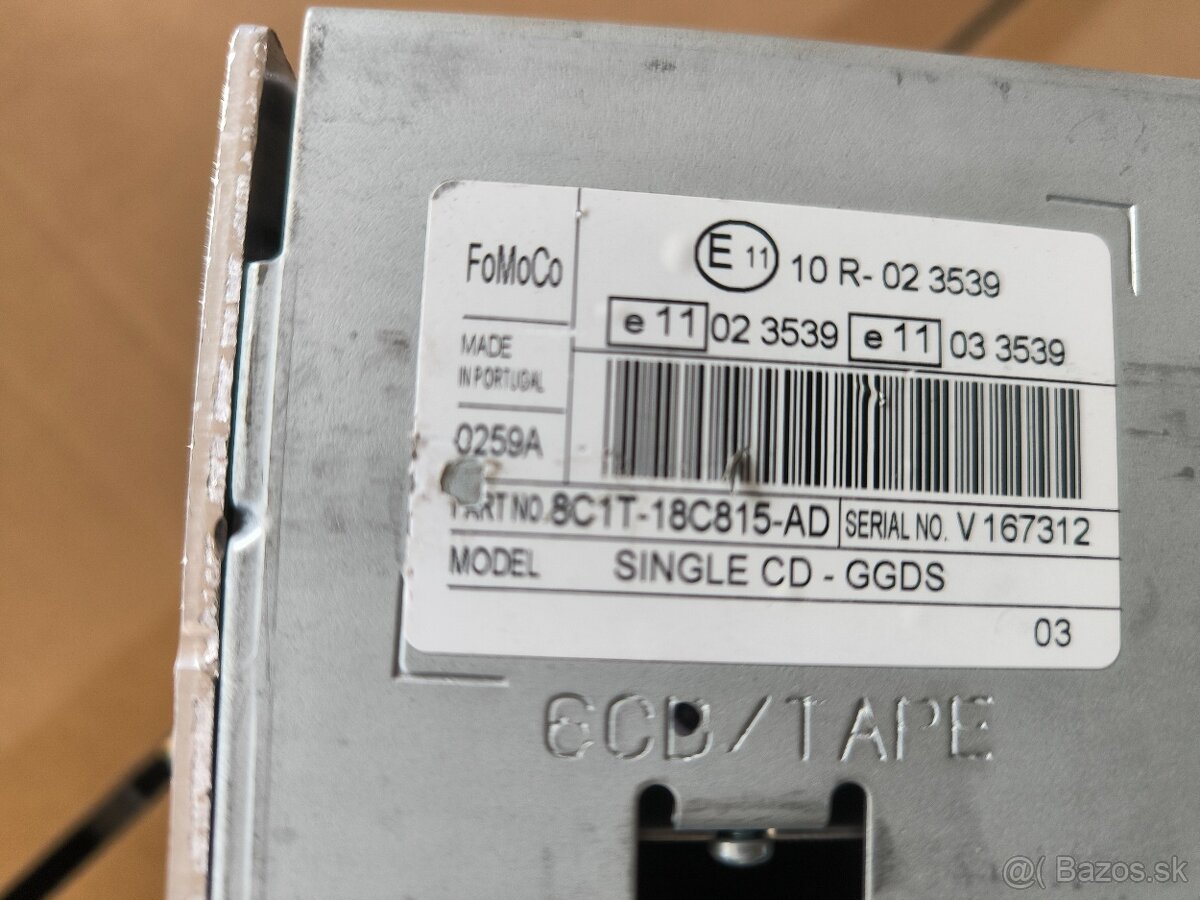 FoMoCo
E 11 10 R- 02 3539
e 11 02 3539 e 11 03 3539
MADE
IN PORTUGAL
0259A
PART NO. 8C1T-18C815-AD SERIAL NO. V 167312
MODEL SINGLE CD - GGDS
03
6CD/TAPE
@( Bazos.sk